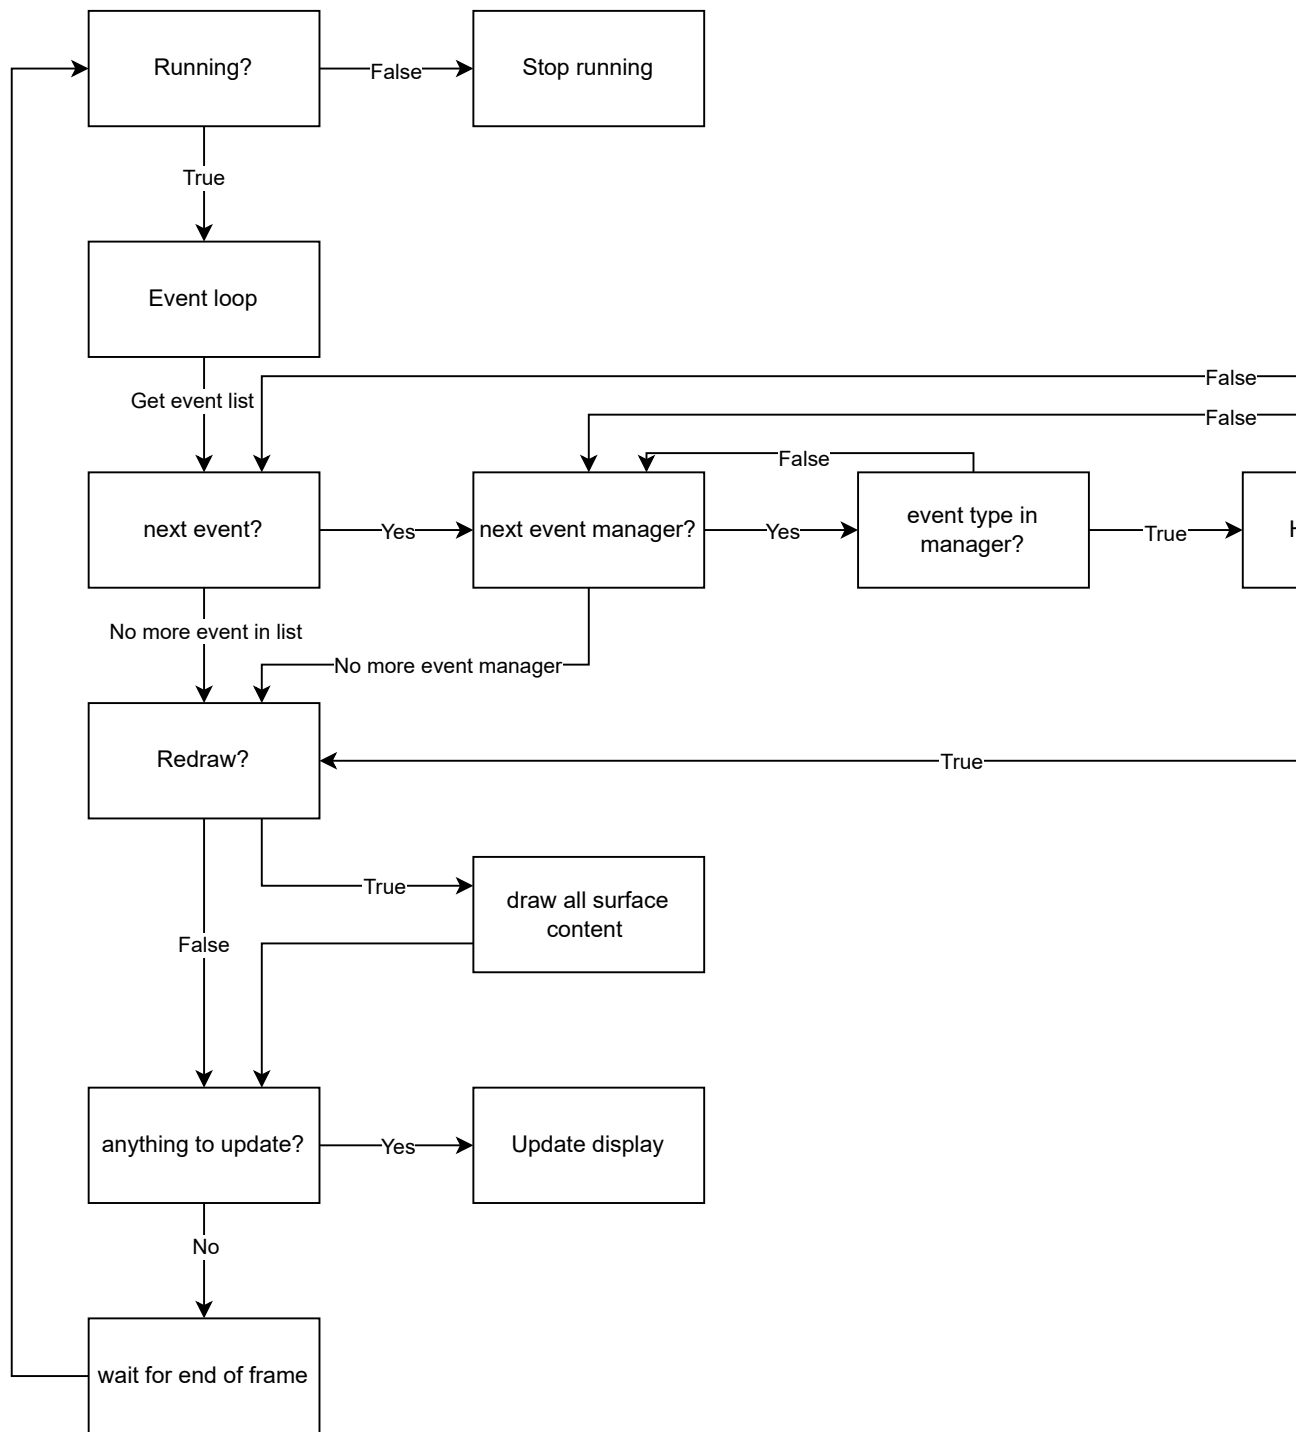 Running?
False
Stop running
True
Event loop
False
Get event list
False
False
next event?
Yes
next event manager?
Yes
event type in
manager?
True
No more event in list
No more event manager
Redraw?
True
True
draw all surface
content
False
anything to update?
Yes
Update display
No
wait for end of frame